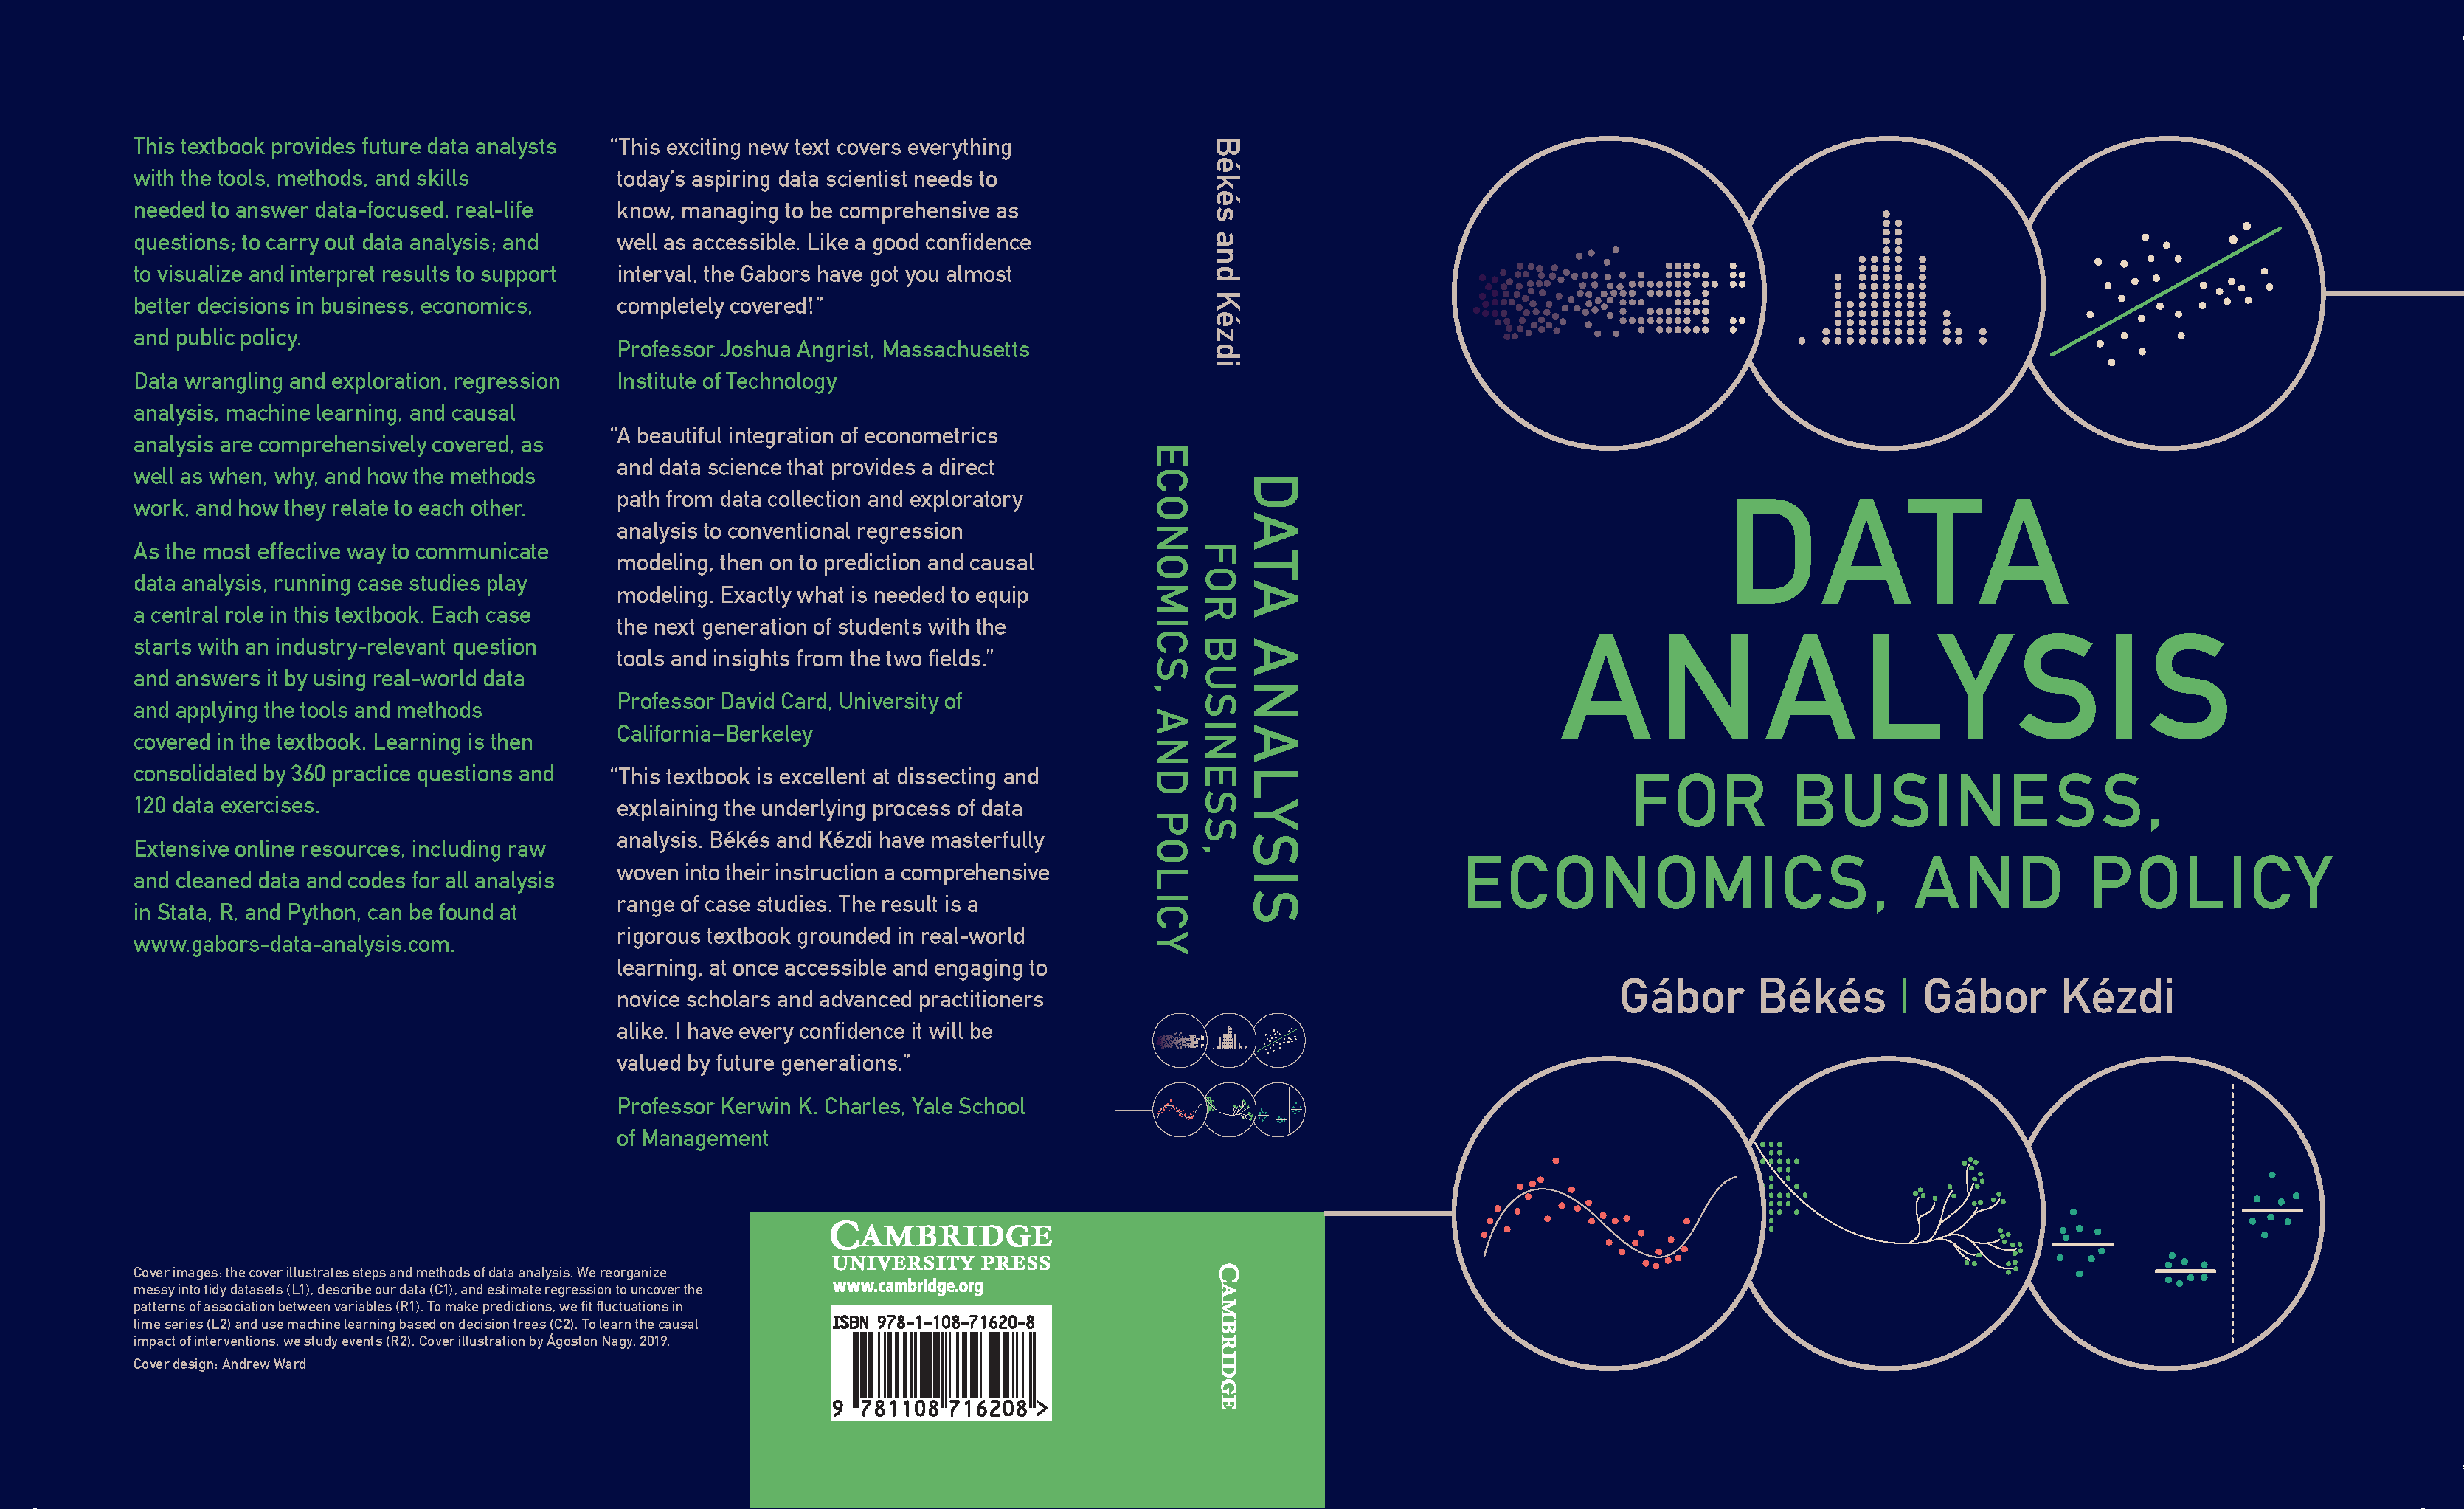 This textbook provides future data analysts
with the tools, methods, and skills
needed to answer data-focused, real-life
questions; to carry out data analysis; and
to visualize and interpret results to support
better decisions in business, economics,
and public policy.
Data wrangling and exploration, regression
analysis, machine learning, and causal
analysis are comprehensively covered, as
well as when, why, and how the methods
work, and how they relate to each other.
As the most effective way to communicate
data analysis, running case studies play
a central role in this textbook. Each case
starts with an industry-relevant question
and answers it by using real-world data
and applying the tools and methods
covered in the textbook. Learning is then
consolidated by 360 practice questions and
120 data exercises.
Extensive online resources, including raw
and cleaned data and codes for all analysis
in Stata, R, and Python, can be found at
www.gabors-data-analysis.com.
Cover images: the cover illustrates steps and methods of data analysis. We reorganize
messy into tidy datasets (L1), describe our data (C1), and estimate regression to uncover the
patterns of association between variables (R1). To make predictions, we fit fluctuations in
time series (L2) and use machine learning based on decision trees (C2). To learn the causal
impact of interventions, we study events (R2). Cover illustration by Ágoston Nagy, 2019.
Cover design: Andrew Ward
“This exciting new text covers everything
today’s aspiring data scientist needs to
know, managing to be comprehensive as
well as accessible. Like a good confidence
interval, the Gabors have got you almost
completely covered!”
Professor Joshua Angrist, Massachusetts
Institute of Technology
“A beautiful integration of econometrics
and data science that provides a direct
path from data collection and exploratory
analysis to conventional regression
modeling, then on to prediction and causal
modeling. Exactly what is needed to equip
the next generation of students with the
tools and insights from the two fields.”
Professor David Card, University of
California–Berkeley
“This textbook is excellent at dissecting and
explaining the underlying process of data
analysis. Békés and Kézdi have masterfully
woven into their instruction a comprehensive
range of case studies. The result is a
rigorous textbook grounded in real-world
learning, at once accessible and engaging to
novice scholars and advanced practitioners
alike. I have every confidence it will be
valued by future generations.”
Professor Kerwin K. Charles, Yale School
of Management
CAMBRIDGE
UNIVERSITY PRESS
www.cambridge.org
ISBN 978-1-108-71620-8
9 781108 716208 >
Békés and Kézdi
DATA ANALYSIS
FOR BUSINESS,
ECONOMICS, AND POLICY
CAMBRIDGE
DATA
ANALYSIS
FOR BUSINESS,
ECONOMICS, AND POLICY
Gábor Békés | Gábor Kézdi